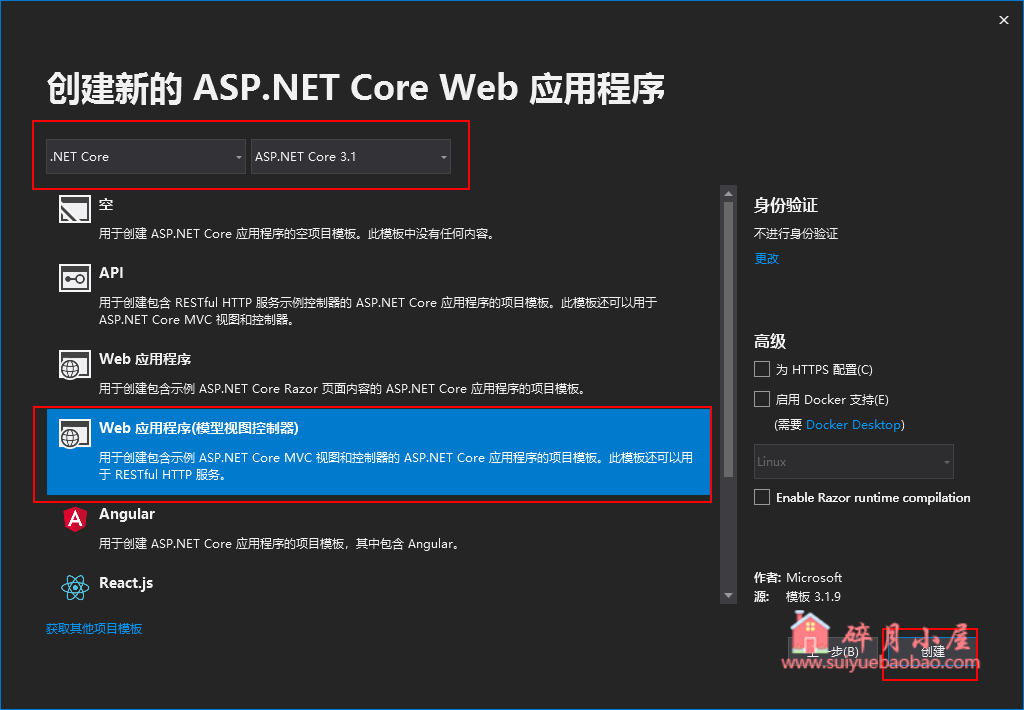 创建新的 ASP.NET Core Web 应用程序
.NET Core
ASP.NET Core 3.1
空
用于创建 ASP.NET Core 应用程序的空项目模板。此模板中没有任何内容。
API
用于创建包含 RESTful HTTP 服务示例控制器的 ASP.NET Core 应用程序的项目模板。此模板还可以用于
ASP.NET Core MVC 视图和控制器。
Web 应用程序
用于创建包含示例 ASP.NET Core Razor 页面内容的 ASP.NET Core 应用程序的项目模板。
Web 应用程序(模型视图控制器)
用于创建包含示例 ASP.NET Core MVC 视图和控制器的 ASP.NET Core 应用程序的项目模板。此模板还可以用
于 RESTful HTTP 服务。
Angular
用于创建 ASP.NET Core 应用程序的项目模板，其中包含 Angular。
React.js
获取其他项目模板
身份验证
不进行身份验证
更改
高级
为 HTTPS 配置(C)
启用 Docker 支持(E)
(需要 Docker Desktop)
Linux
Enable Razor runtime compilation
作者: Microsoft
源: 模板 3.1.9
上一步(B)
创建
碎月小屋
www.suiyuebaobao.com